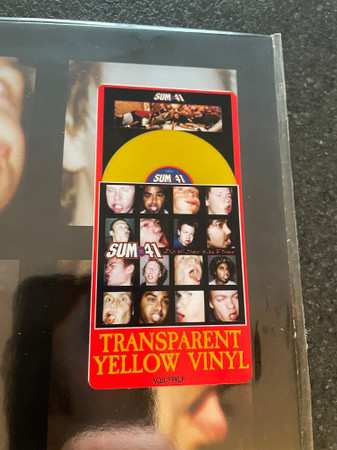 SUM 41
SUM 41
SUM 41
TRANSPARENT
YELLOW VINYL